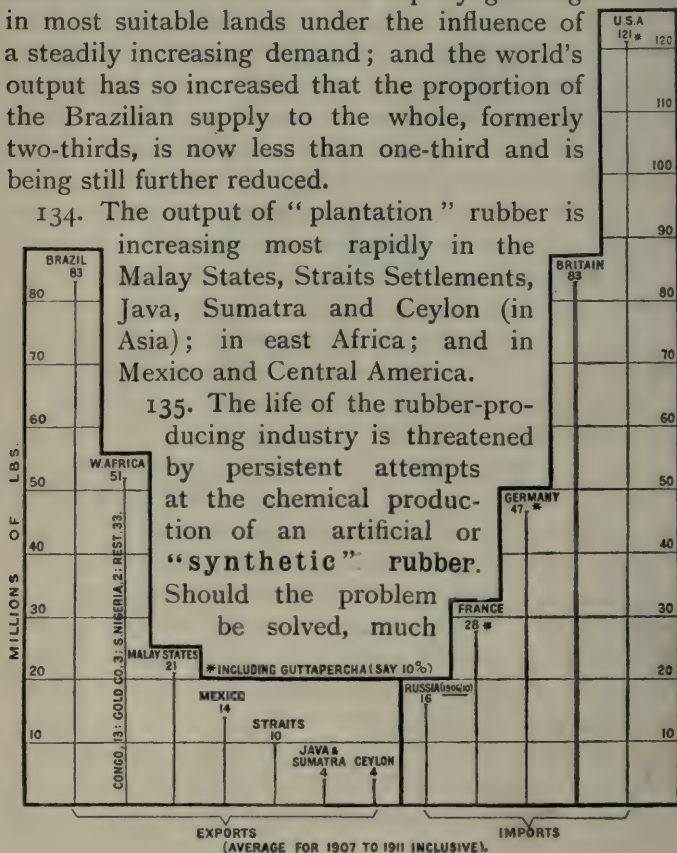 in most suitable lands under the influence of
a steadily increasing demand; and the world's
output has so increased that the proportion of
the Brazilian supply to the whole, formerly
two-thirds, is now less than one-third and is
being still further reduced.
134. The output of “plantation” rubber is
increasing most rapidly in the
Malay States, Straits Settlements,
Java, Sumatra and Ceylon (in
Asia); in east Africa; and in
Mexico and Central America.
135. The life of the rubber-pro-
ducing industry is threatened
by persistent attempts
at the chemical produc-
tion of an artificial or
“synthetic” rubber.
Should the problem
be solved, much
MILLIONS OF LBS.
80
70
60
50
40
30
20
10
BRAZIL
83
W. AFRICA
51
CONGO, 13: GOLD CO, 3: S. NIGERIA, 2: REST, 33.
MALAY STATES
21
*INCLUDING GUTTAPERCHA (SAY 10%)
MEXICO
14
STRAITS
10
JAVA &
SUMATRA
4
CEYLON
4
RUSSIA
16
FRANCE
28*
GERMANY
47*
BRITAIN
83
U.S.A
121*
120
110
100
90
80
70
60
50
40
30
20
10
EXPORTS
IMPORTS
(AVERAGE FOR 1907 TO 1911 INCLUSIVE).